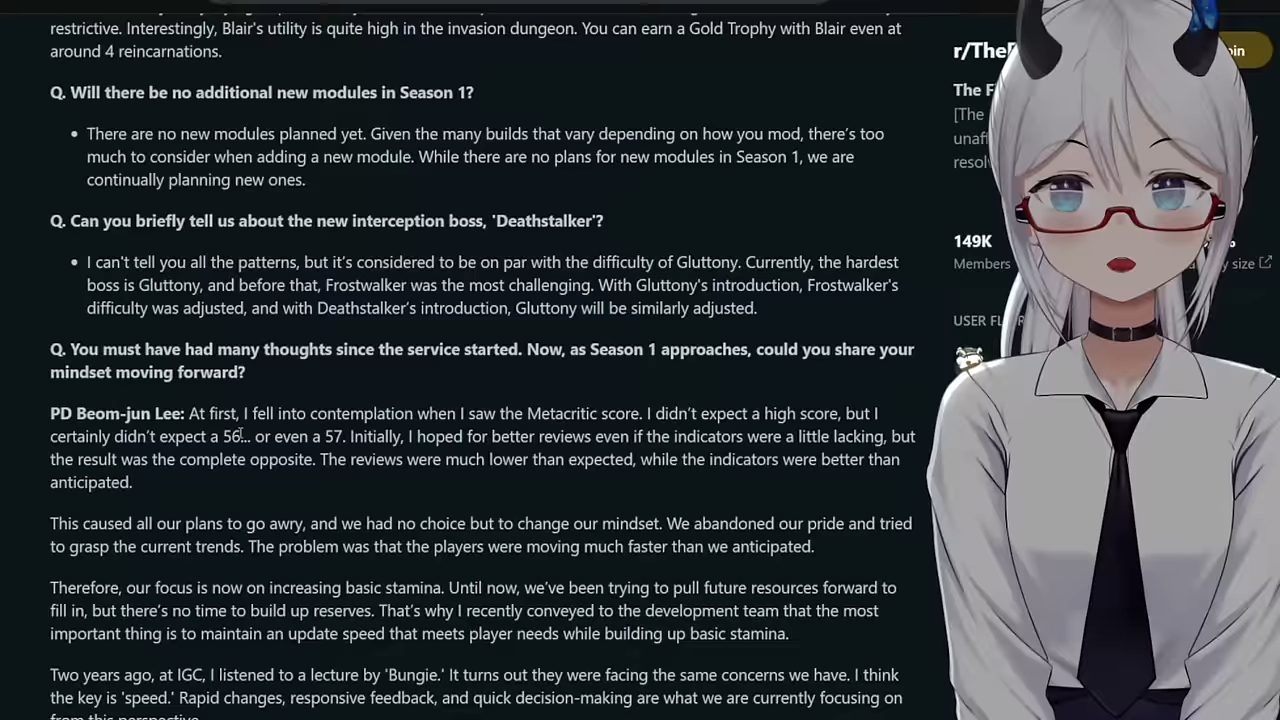 restrictive. Interestingly, Blair's utility is quite high in the invasion dungeon. You can earn a Gold Trophy with Blair even at
around 4 reincarnations.
Q. Will there be no additional new modules in Season 1?
There are no new modules planned yet. Given the many builds that vary depending on how you mod, there's too
much to consider when adding a new module. While there are no plans for new modules in Season 1, we are
continually planning new ones.
Q. Can you briefly tell us about the new interception boss, 'Deathstalker'?
I can't tell you all the patterns, but it's considered to be on par with the difficulty of Gluttony. Currently, the hardest
boss is Gluttony, and before that, Frostwalker was the most challenging. With Gluttony's introduction, Frostwalker's
difficulty was adjusted, and with Deathstalker's introduction, Gluttony will be similarly adjusted.
Q. You must have had many thoughts since the service started. Now, as Season 1 approaches, could you share your
mindset moving forward?
PD Beom-jun Lee: At first, I fell into contemplation when I saw the Metacritic score. I didn't expect a high score, but I
certainly didn't expect a 56... or even a 57. Initially, I hoped for better reviews even if the indicators were a little lacking, but
the result was the complete opposite. The reviews were much lower than expected, while the indicators were better than
anticipated.
This caused all our plans to go awry, and we had no choice but to change our mindset. We abandoned our pride and tried
to grasp the current trends. The problem was that the players were moving much faster than we anticipated.
Therefore, our focus is now on increasing basic stamina. Until now, we've been trying to pull future resources forward to
fill in, but there's no time to build up reserves. That's why I recently conveyed to the development team that the most
important thing is to maintain an update speed that meets player needs while building up basic stamina.
Two years ago, at IGC, I listened to a lecture by 'Bungie.' It turns out they were facing the same concerns we have. I think
the key is 'speed.' Rapid changes, responsive feedback, and quick decision-making are what we are currently focusing on
from this perspective.
r/The
The F
[The
149K
Members
size
USER